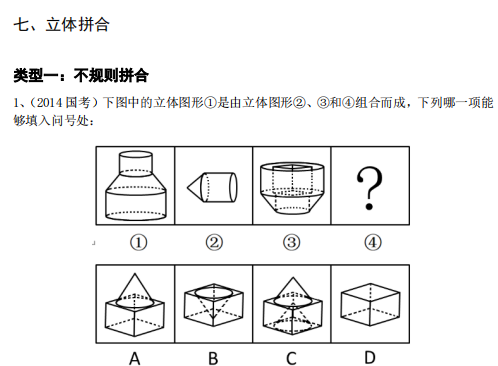 七、立体拼合
类型一：不规则拼合
1、（2014 国考）下图中的立体图形①是由立体图形②、③和④组合而成，下列哪一项能
够填入问号处：
?
① ② ③ ④
A B C D